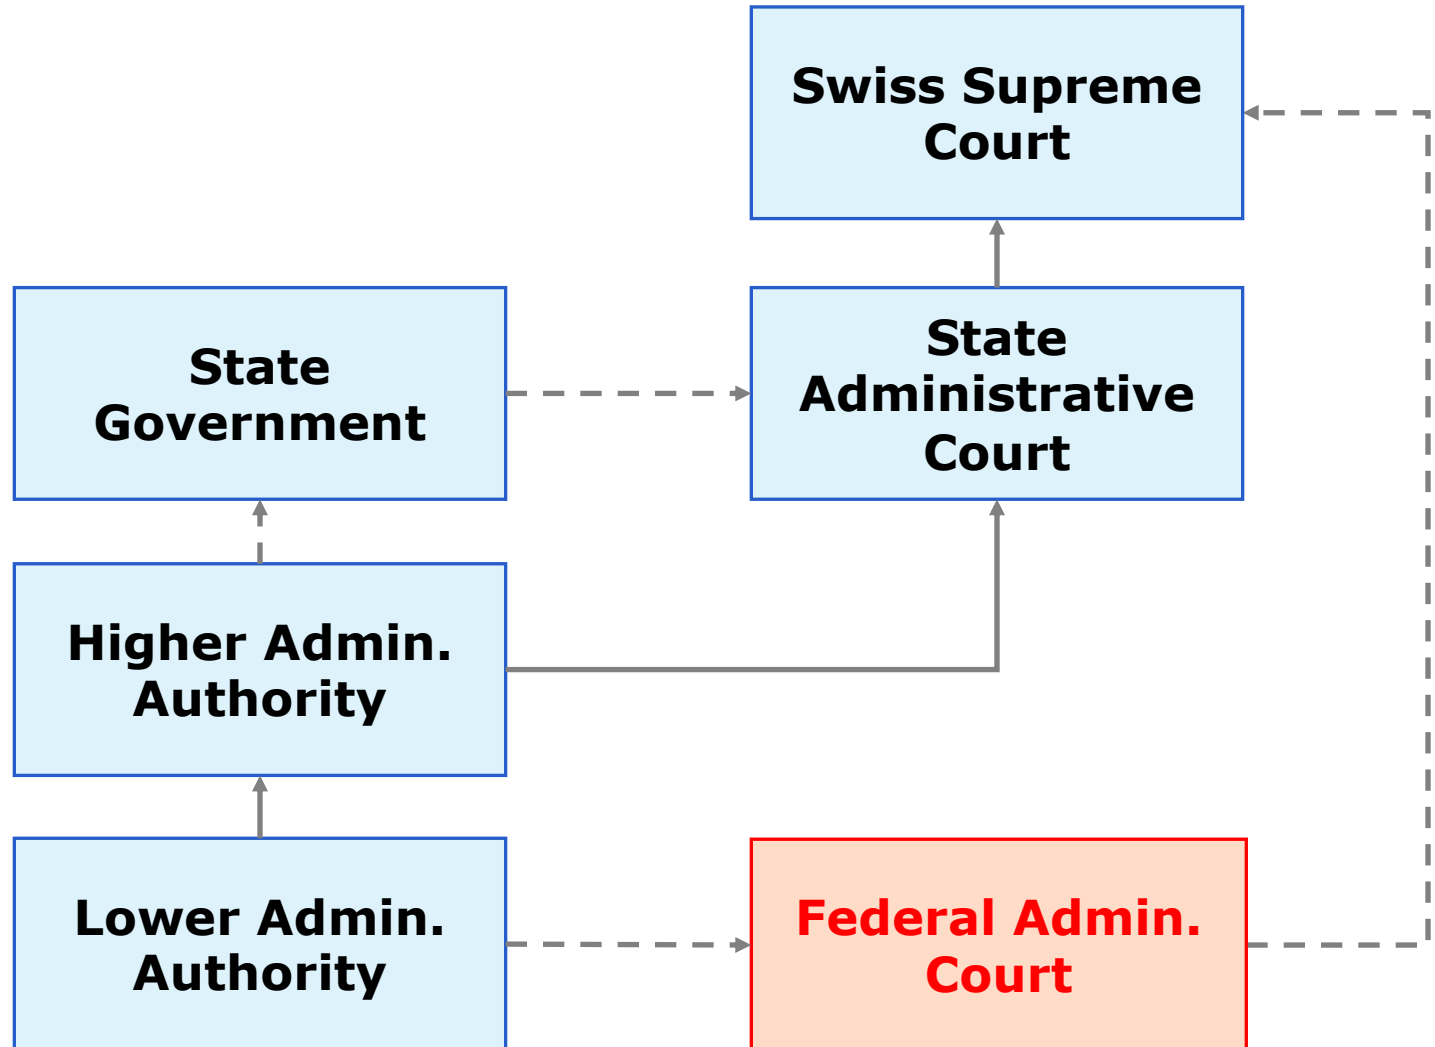 Swiss Supreme
Court
State
Government
State
Administrative
Court
Higher Admin.
Authority
Lower Admin.
Authority
Federal Admin.
Court